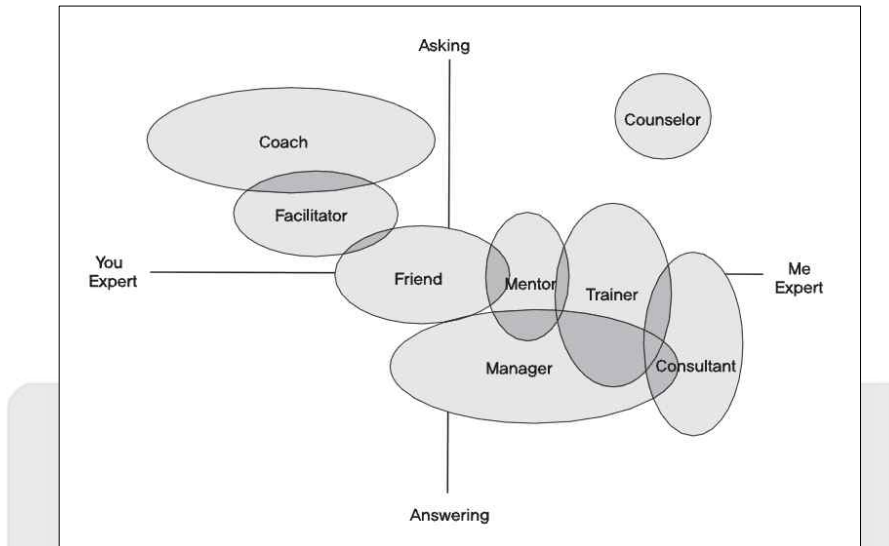 Asking
Counselor
Coach
Facilitator
You
Expert
Friend
Mentor
Trainer
Me
Expert
Manager
Consultant
Answering